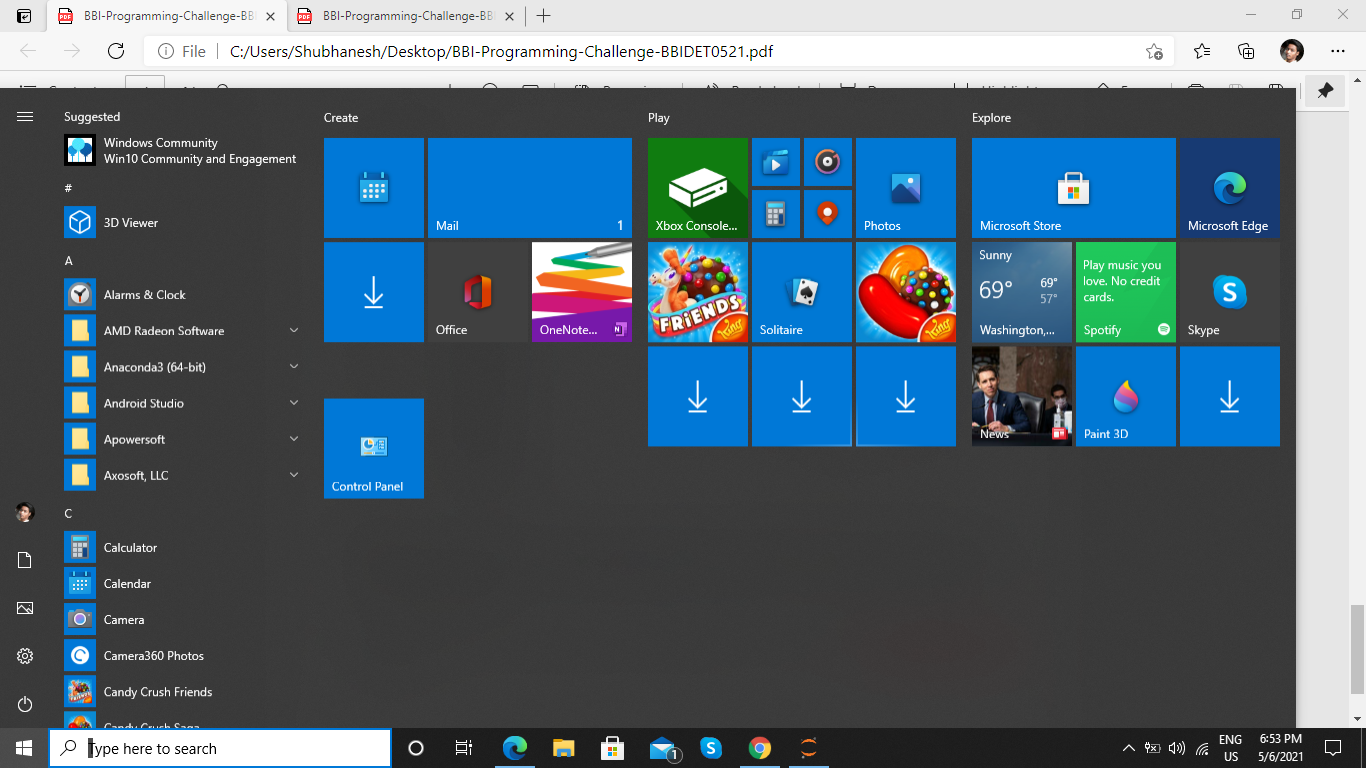 BBI-Programming-Challenge-BBI
BBI-Programming-Challenge-BBI
File
C:/Users/Shubhanesh/Desktop/BBI-Programming-Challenge-BBIDET0521.pdf
Suggested
Windows Community
Win10 Community and Engagement
#
3D Viewer
A
Alarms & Clock
AMD Radeon Software
Anaconda3 (64-bit)
Android Studio
Apowersoft
Axosoft, LLC
C
Calculator
Calendar
Camera
Camera360 Photos
Candy Crush Friends
Candy Crush Saga
Create
Mail
1
Office
OneNote...
Control Panel
Play
Xbox Console...
Photos
FRiENDS
King
Solitaire
King
Explore
Microsoft Store
Microsoft Edge
Sunny
69°
69°
57°
Washington,...
Play music you
love. No credit
cards.
Spotify
Skype
News
Paint 3D
Type here to search
1
ENG
US
6:53 PM
5/6/2021